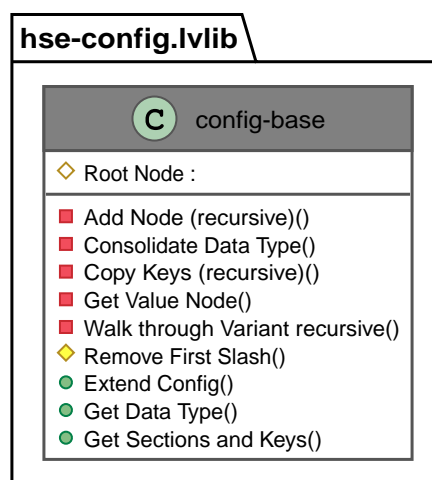 hse-config.lvlib
C config-base
Root Node :
Add Node (recursive)()
Consolidate Data Type()
Copy Keys (recursive)()
Get Value Node()
Walk through Variant recursive()
Remove First Slash()
Extend Config()
Get Data Type()
Get Sections and Keys()